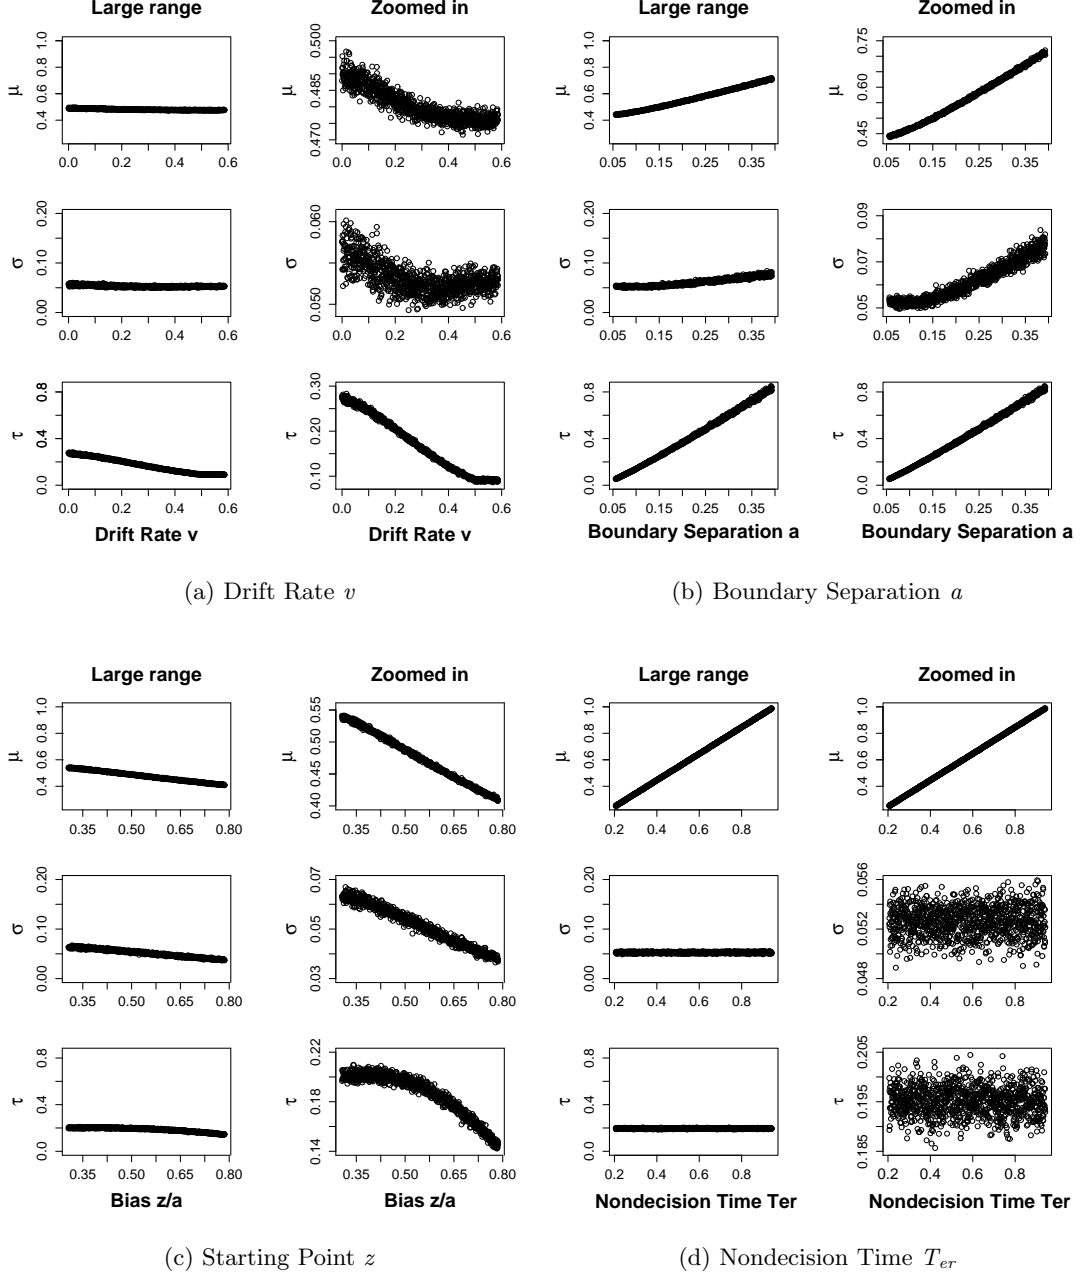 Large range
Zoomed in
Large range
Zoomed in
μ
0.4 0.6 0.8 1.0
0.0 0.2 0.4 0.6
μ
0.470 0.485 0.500
0.0 0.2 0.4 0.6
μ
0.4 0.6 0.8 1.0
0.05 0.15 0.25 0.35
μ
0.45 0.60 0.75
0.05 0.15 0.25 0.35
σ
0.00 0.10 0.20
0.0 0.2 0.4 0.6
σ
0.050 0.060
0.0 0.2 0.4 0.6
σ
0.00 0.10 0.20
0.05 0.15 0.25 0.35
σ
0.05 0.07 0.09
0.05 0.15 0.25 0.35
τ
0.0 0.4 0.8
0.0 0.2 0.4 0.6
Drift Rate v
τ
0.10 0.20 0.30
0.0 0.2 0.4 0.6
Drift Rate v
τ
0.0 0.4 0.8
0.05 0.15 0.25 0.35
Boundary Separation a
τ
0.0 0.4 0.8
0.05 0.15 0.25 0.35
Boundary Separation a
(a) Drift Rate v
(b) Boundary Separation a
Large range
Zoomed in
Large range
Zoomed in
μ
0.4 0.6 0.8 1.0
0.35 0.50 0.65 0.80
μ
0.40 0.45 0.50 0.55
0.35 0.50 0.65 0.80
μ
0.4 0.6 0.8 1.0
0.2 0.4 0.6 0.8
μ
0.4 0.6 0.8 1.0
0.2 0.4 0.6 0.8
σ
0.00 0.10 0.20
0.35 0.50 0.65 0.80
σ
0.03 0.05 0.07
0.35 0.50 0.65 0.80
σ
0.00 0.10 0.20
0.2 0.4 0.6 0.8
σ
0.048 0.052 0.056
0.2 0.4 0.6 0.8
τ
0.0 0.4 0.8
0.35 0.50 0.65 0.80
Bias z/a
τ
0.14 0.18 0.22
0.35 0.50 0.65 0.80
Bias z/a
τ
0.0 0.4 0.8
0.2 0.4 0.6 0.8
Nondecision Time Ter
τ
0.185 0.195 0.205
0.2 0.4 0.6 0.8
Nondecision Time Ter
(c) Starting Point z
(d) Nondecision Time Ter